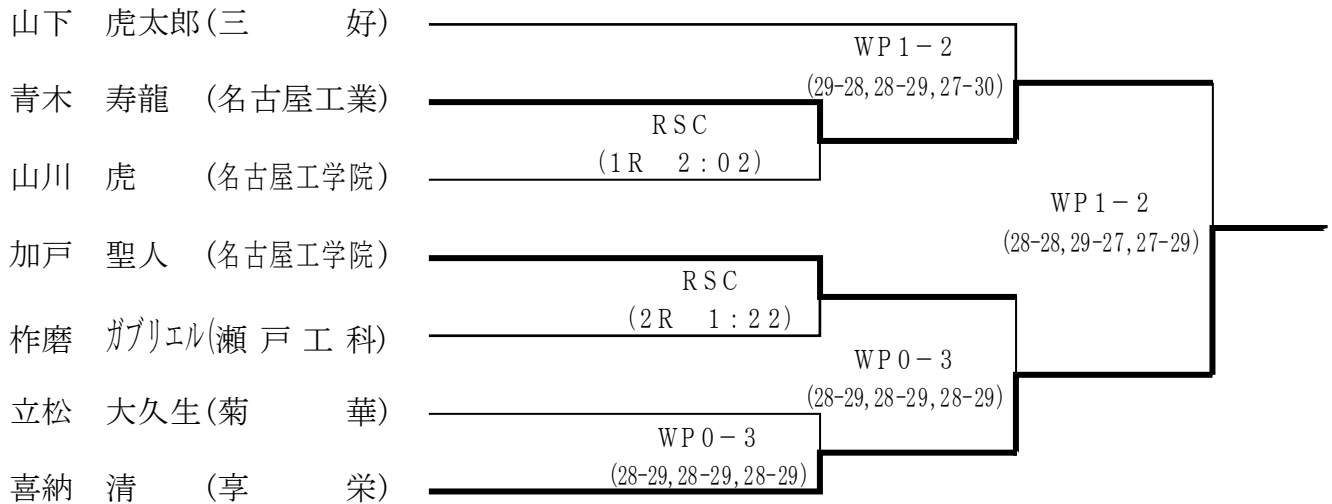 山下　虎太郎(三　　　好)
WP1－2
(29-28,28-29,27-30)
青木　寿龍　(名古屋工業)
RSC
(1R　2:02)
山川　虎　　(名古屋工学院)
WP1－2
(28-28,29-27,27-29)
加戸　聖人　(名古屋工学院)
RSC
(2R　1:22)
柞磨　ガブリエル(瀬戸工科)
WP0－3
(28-29,28-29,28-29)
立松　大久生(菊　　　華)
WP0－3
(28-29,28-29,28-29)
喜納　清　　(享　　　栄)